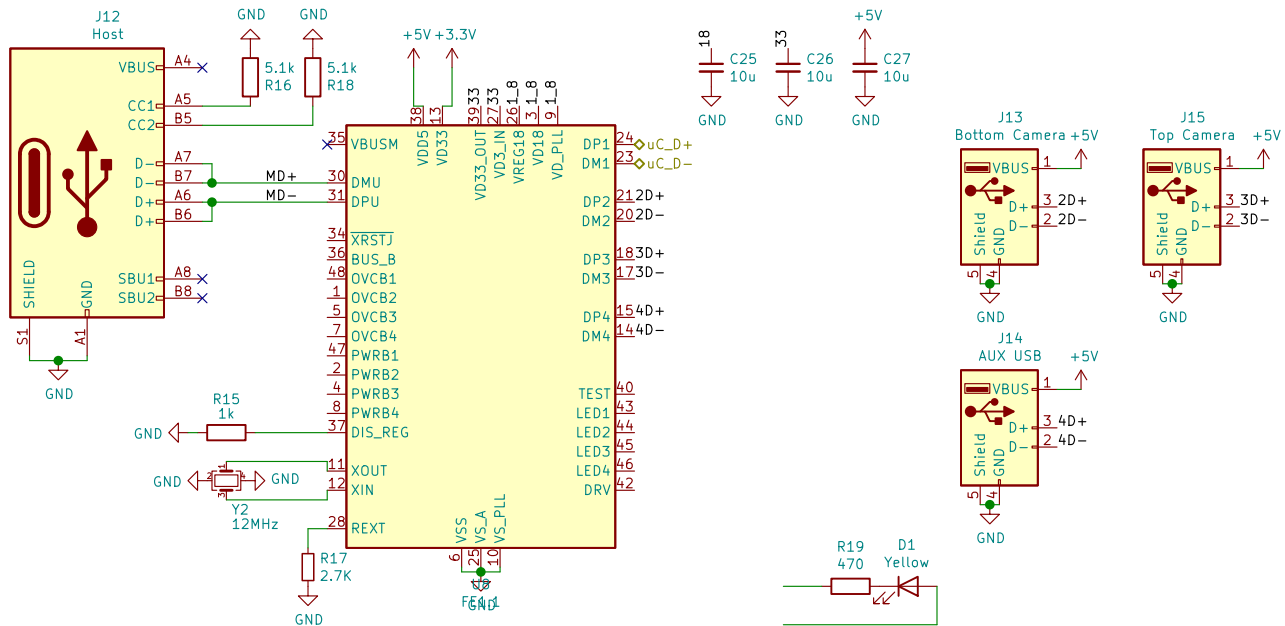 J12
Host
VBUS A4
CC1 A5
CC2 B5
D- A7
D- B7
D+ A6
D+ B6
SBU1 A8
SBU2 B8
SHIELD
GND
S1
A1
GND
GND
5.1k
R16
GND
5.1k
R18
MD+
MD-
+5V
+3.3V
38
13
39
33
27
33
26
1_8
3
1_8
9
1_8
VDD5
VD33
VD33_OUT
VD3_IN
VREG18
VD18
VD_PLL
35 VBUSM
30 DMU
31 DPU
34 XRSTJ
36 BUS_B
48 OVCB1
1 OVCB2
5 OVCB3
7 OVCB4
47 PWRB1
2 PWRB2
4 PWRB3
8 PWRB4
37 DIS_REG
11 XOUT
12 XIN
28 REXT
DP1 24 uC_D+
DM1 23 uC_D-
DP2 21 2D+
DM2 20 2D-
DP3 18 3D+
DM3 17 3D-
DP4 15 4D+
DM4 14 4D-
TEST 40
LED1 43
LED2 44
LED3 45
LED4 46
DRV 42
VSS
VS_A
VS_PLL
6
25
10
U8
FE1.1
GND
R15
1k
GND
GND
1
2
3
4
GND
Y2
12MHz
R17
2.7K
GND
18
C25
10u
GND
33
C26
10u
GND
+5V
C27
10u
GND
J13
Bottom Camera
+5V
VBUS 1
D+ 3 2D+
D- 2 2D-
Shield
GND
5
4
GND
J15
Top Camera
+5V
VBUS 1
D+ 3 3D+
D- 2 3D-
Shield
GND
5
4
GND
J14
AUX USB
+5V
VBUS 1
D+ 3 4D+
D- 2 4D-
Shield
GND
5
4
GND
R19
470
D1
Yellow